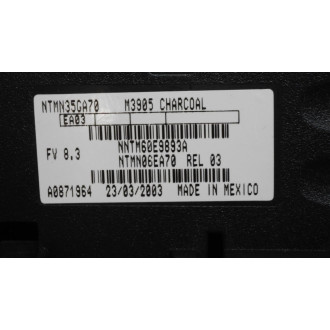 NTMN35GA70 M3905 CHARCOAL
EA03
NNTM60E9893A
FV 8.3 NTMN06EA70 REL 03
A0871964 23/03/2003 MADE IN MEXICO